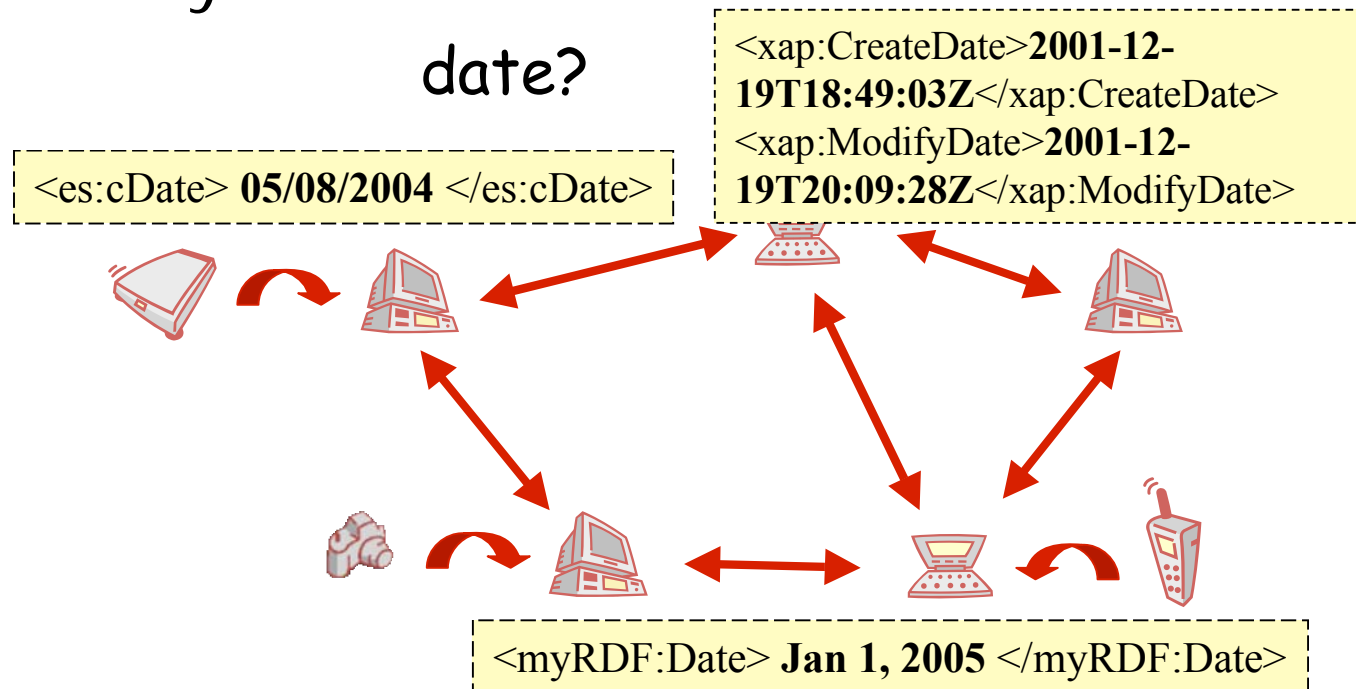 date?
<xap:CreateDate>2001-12-
19T18:49:03Z</xap:CreateDate>
<xap:ModifyDate>2001-12-
19T20:09:28Z</xap:ModifyDate>
<es:cDate> 05/08/2004 </es:cDate>
<myRDF:Date> Jan 1, 2005 </myRDF:Date>